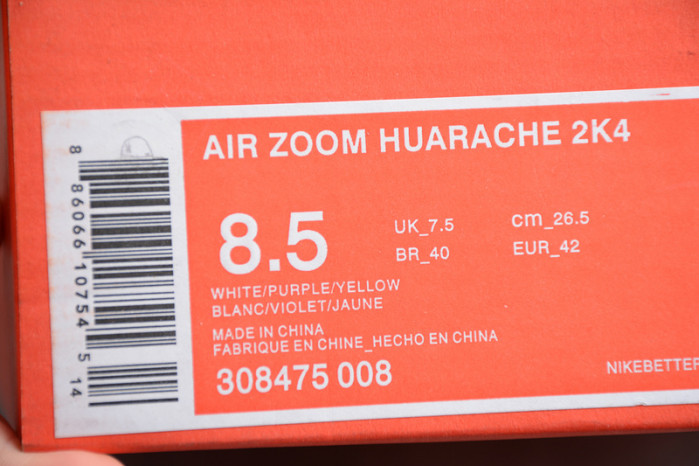 AIR ZOOM HUARACHE 2K4
8.5
UK_7.5
cm_26.5
BR_40
EUR_42
WHITE/PURPLE/YELLOW
BLANC/VIOLET/JAUNE
MADE IN CHINA
FABRIQUE EN CHINE_HECHO EN CHINA
308475 008
NIKEBETTER
8 86066 10754 5 14